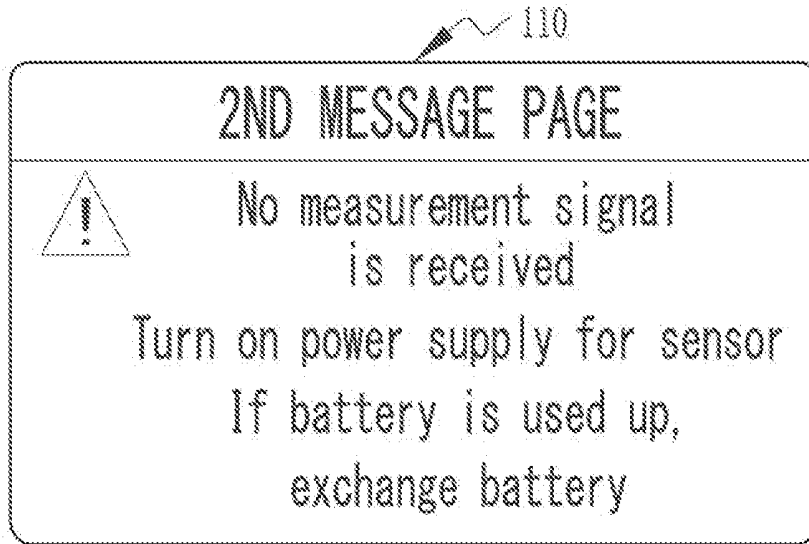 110
2ND MESSAGE PAGE
!
No measurement signal
is received
Turn on power supply for sensor
If battery is used up,
exchange battery